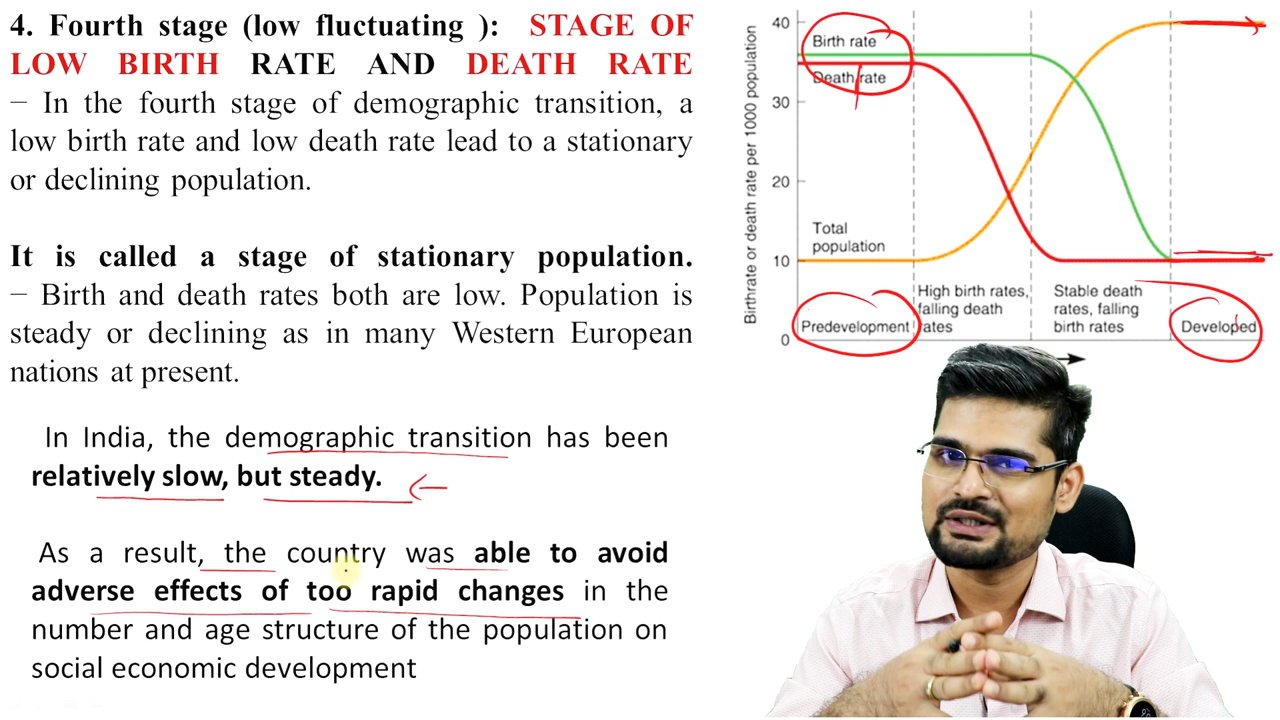 4. Fourth stage (low fluctuating ): STAGE OF
LOW BIRTH RATE AND DEATH RATE
− In the fourth stage of demographic transition, a
low birth rate and low death rate lead to a stationary
or declining population.
It is called a stage of stationary population.
− Birth and death rates both are low. Population is
steady or declining as in many Western European
nations at present.
In India, the demographic transition has been
relatively slow, but steady.
As a result, the country was able to avoid
adverse effects of too rapid changes in the
number and age structure of the population on
social economic development
Birthrate or death rate per 1000 population
40
30
20
10
0
Birth rate
Death rate
Total
population
Predevelopment
High birth rates,
falling death
rates
Stable death
rates, falling
birth rates
Developed